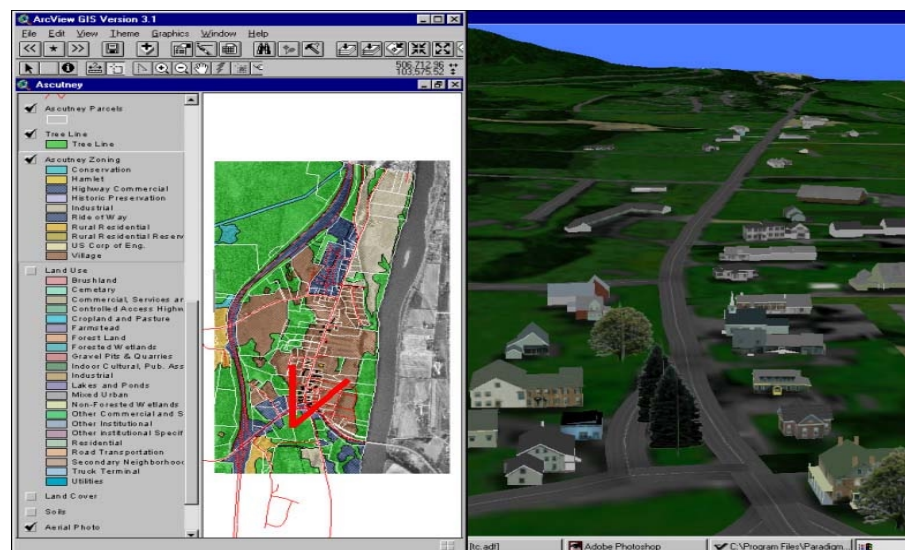 ArcView GIS Version 3.1
File Edit View Theme Graphics Window Help
506,712.96
103,575.52
Ascutney
Ascutney Parcels
Tree Line
Tree Line
Ascutney Zoning
Conservation
Hamlet
Highway Commercial
Historic Preservation
Industrial
Ride of Way
Rural Residential
Rural Residential Reserv
US Corp of Eng.
Village
Land Use
Brushland
Cemetary
Commercial, Services ar
Controlled Access Highw
Cropland and Pasture
Farmstead
Forest Land
Forested Wetlands
Gravel Pits & Quarries
Indoor Cultural, Pub. Ass
Industrial
Lakes and Ponds
Mixed Urban
Non-Forested Wetlands
Other Commercial and S
Other Institutional
Other institutional Specif
Residential
Road Transportation
Secondary Neighborhood
Truck Terminal
Utilities
Land Cover
Soils
Aerial Photo
[tc.adf] Adobe Photoshop C:\Program Files\Paradigm...